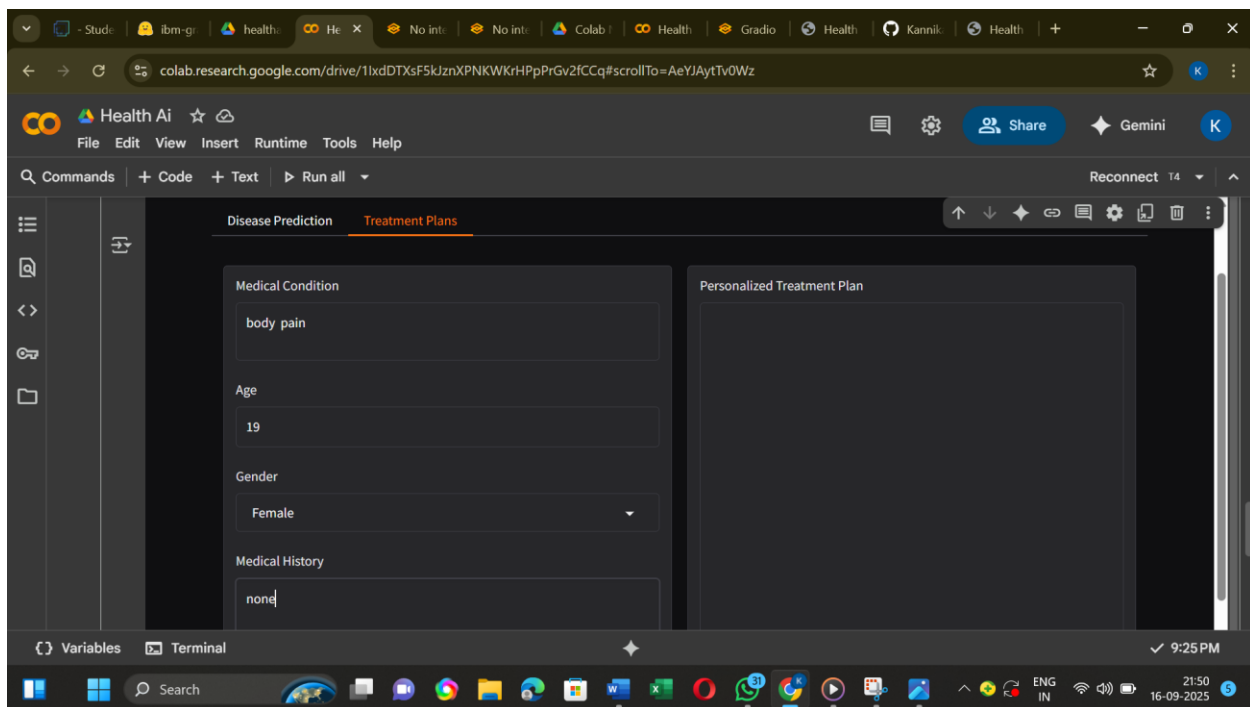 - Stude
ibm-gr
healtha
He
No inte
No inte
Colab
Health
Gradio
Health
Kannik
Health
colab.research.google.com/drive/1IxdDTXsF5kJznXPNKWKrHPpPrGv2fCCq#scrollTo=AeYJAytTv0Wz
K
CO Health Ai
File Edit View Insert Runtime Tools Help
Share
Gemini
K
Commands + Code + Text Run all
Reconnect T4
Disease Prediction Treatment Plans
Medical Condition
body pain
Age
19
Gender
Female
Medical History
none
Personalized Treatment Plan
Variables Terminal
9:25 PM
Search
31
K
ENG
IN
21:50
16-09-2025
5